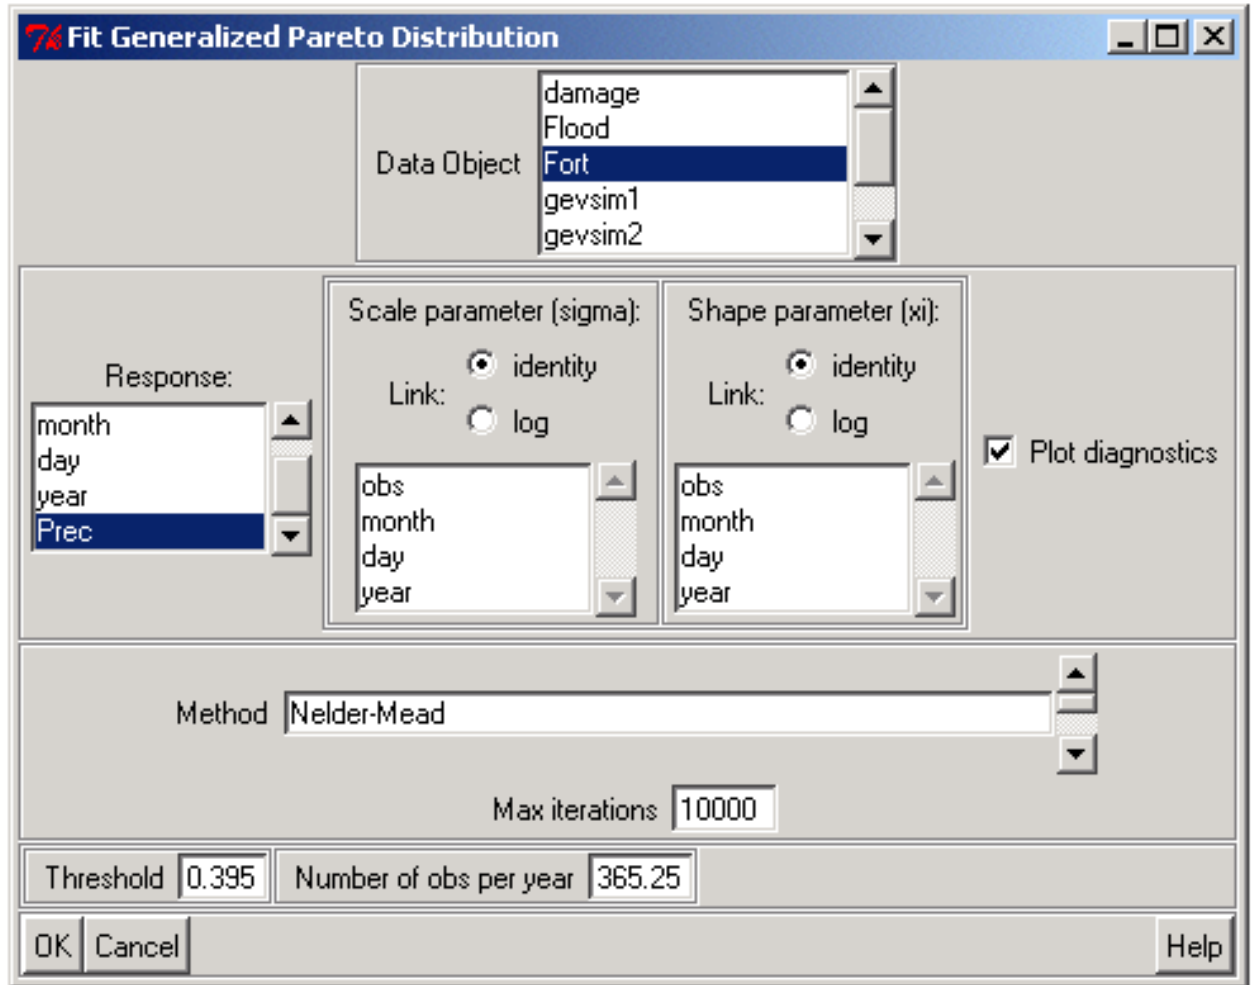 Fit Generalized Pareto Distribution
Data Object
damage
Flood
Fort
gevsim1
gevsim2
Response:
month
day
year
Prec
Scale parameter (sigma):
Link:
identity
log
obs
month
day
year
Shape parameter (xi):
Link:
identity
log
obs
month
day
year
Plot diagnostics
Method Nelder-Mead
Max iterations 10000
Threshold 0.395 Number of obs per year 365.25
OK Cancel Help